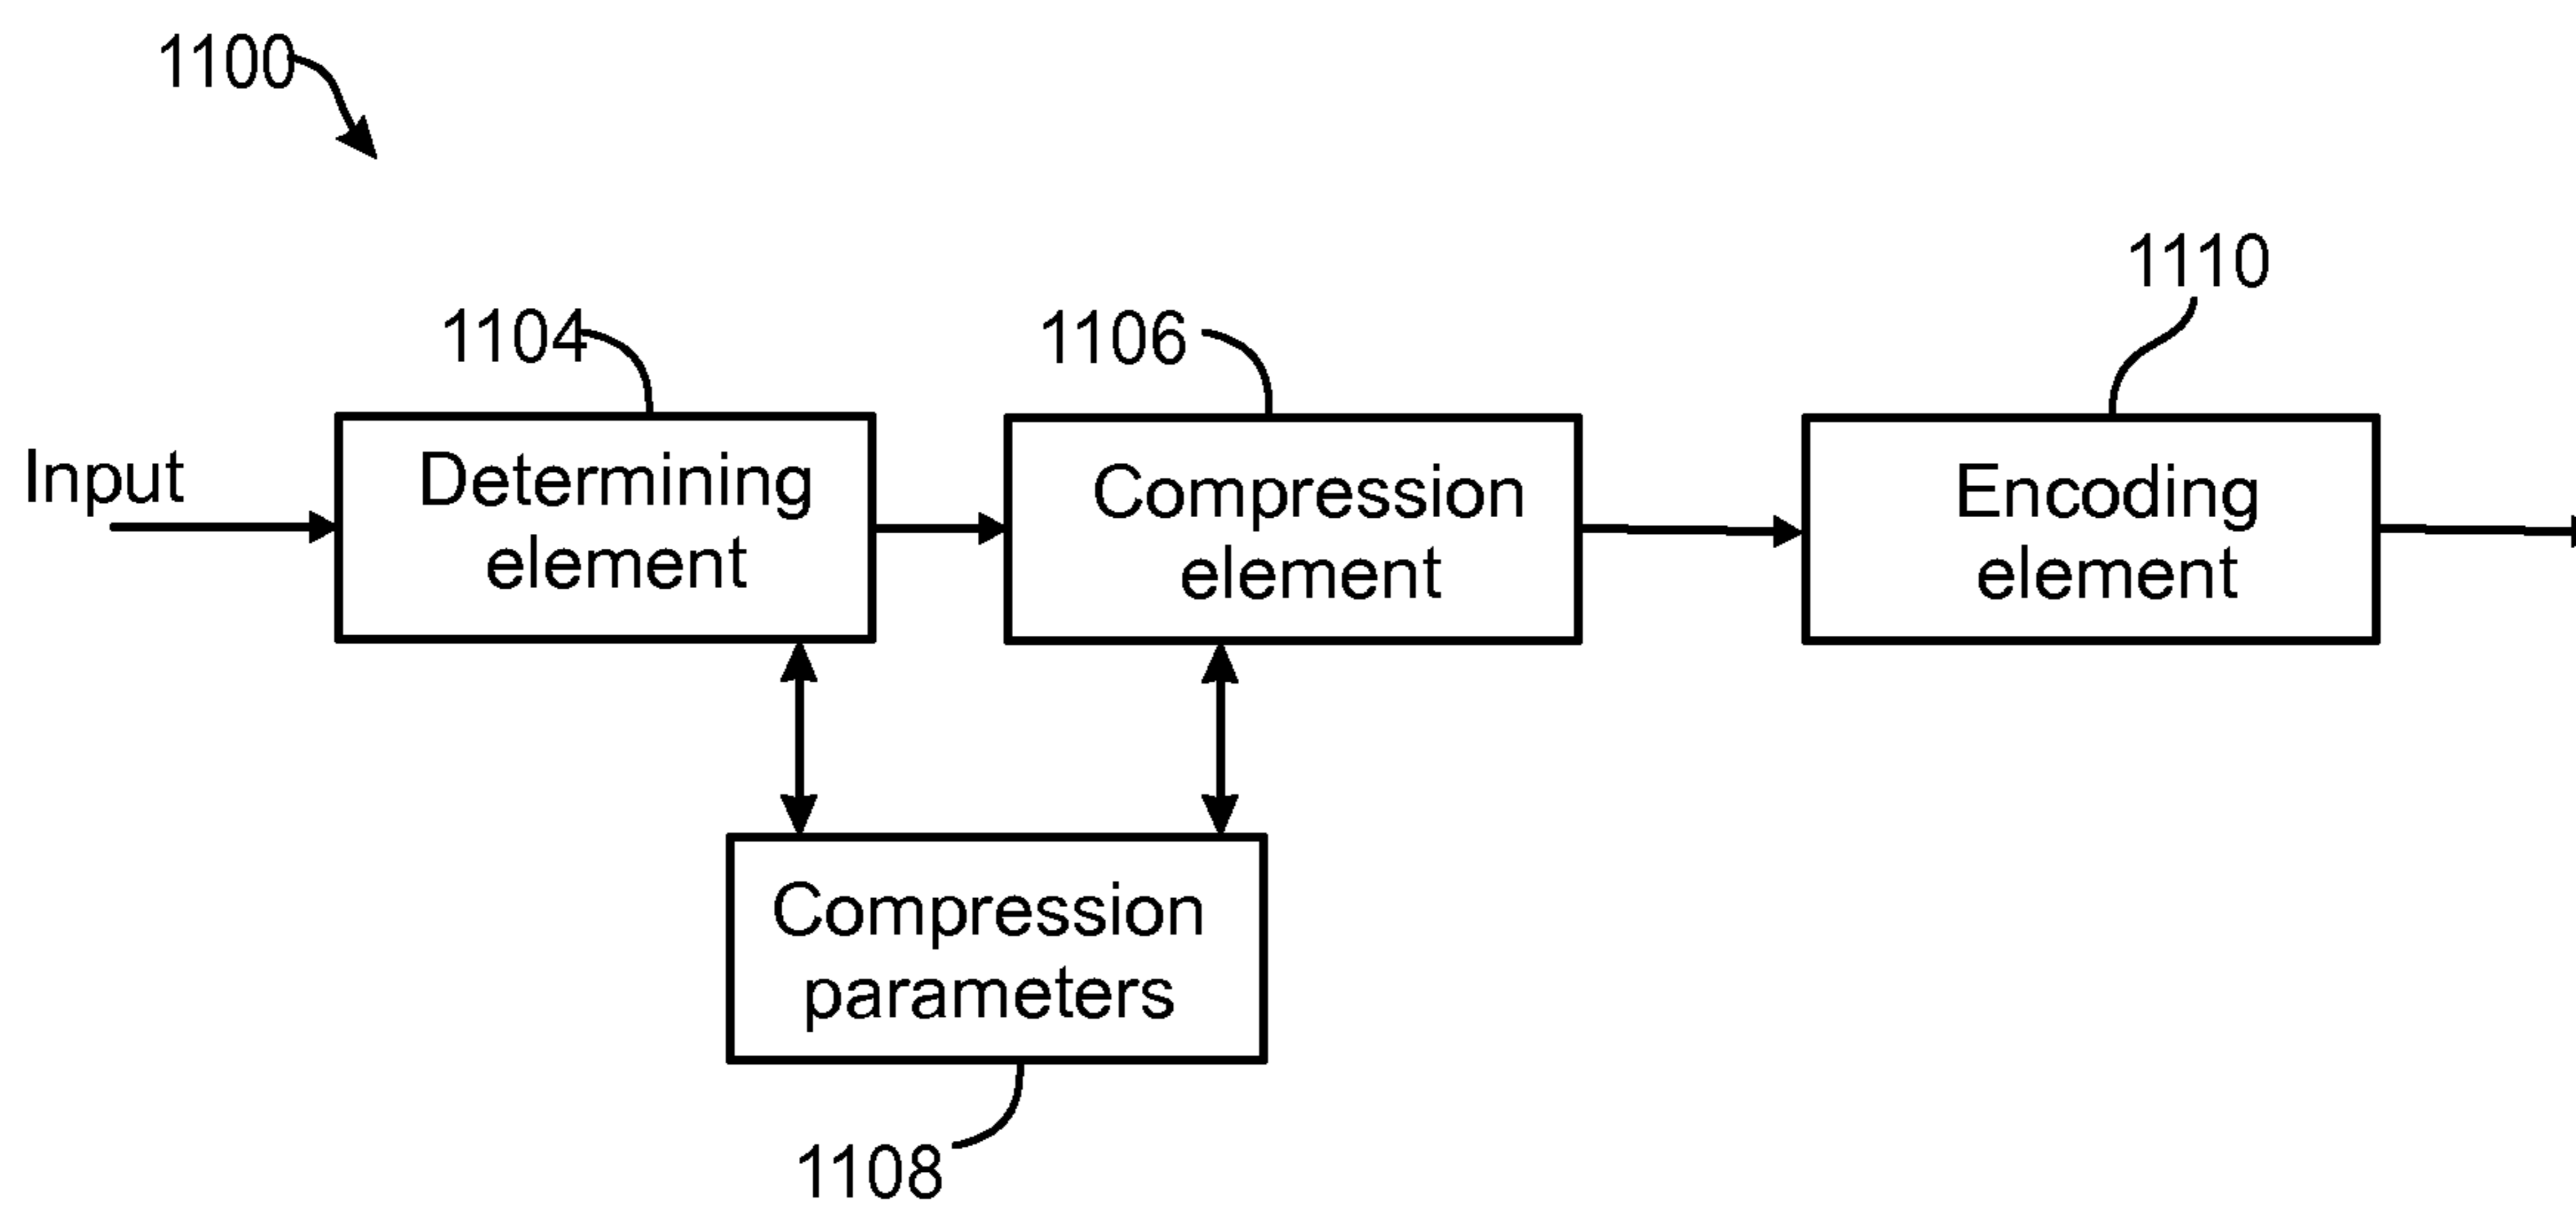 1100
1110
1104
1106
Input
Determining
element
Compression
element
Encoding
element
Compression
parameters
1108